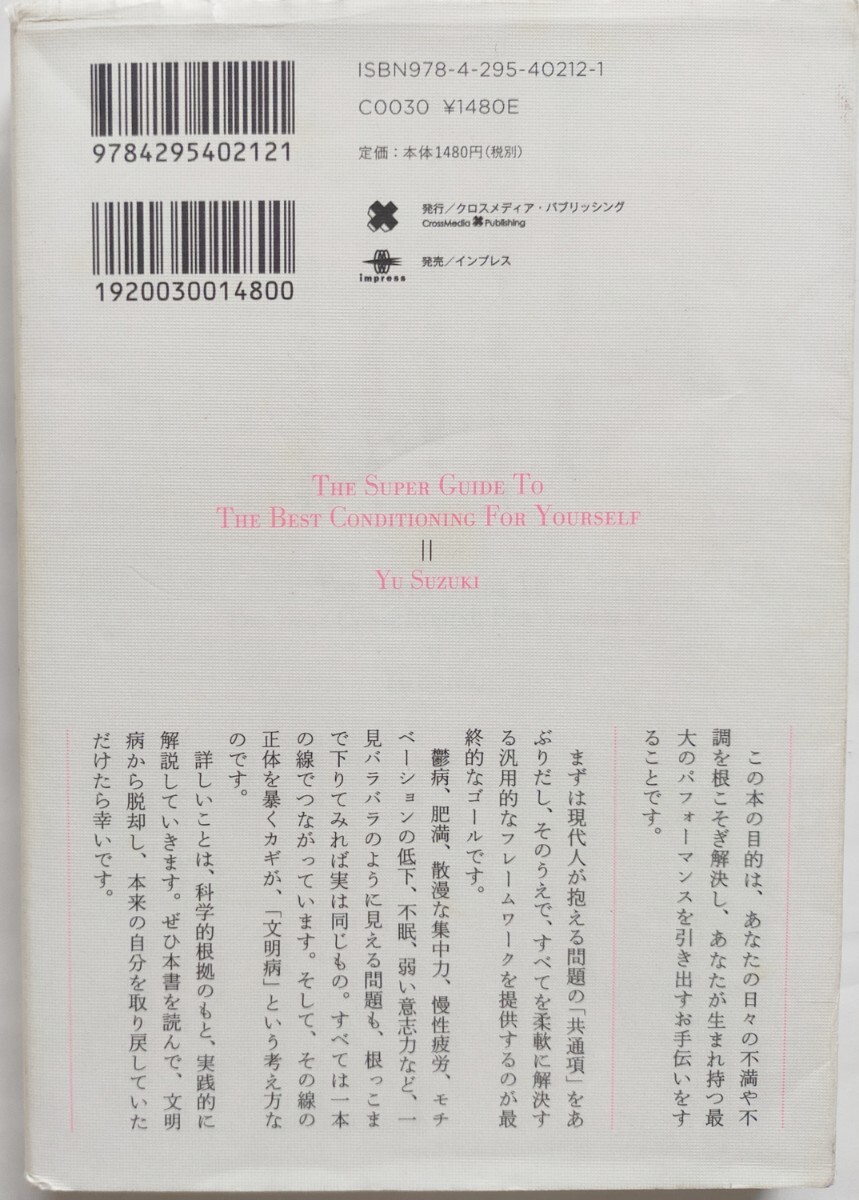 ISBN978-4-295-40212-1
C0030 ¥1480E
定価：本体1480円(税別)
9784295402121
発行／クロスメディア・パブリッシング
CrossMedia Publishing
impress
発売／インプレス
1920030014800
THE SUPER GUIDE TO
THE BEST CONDITIONING FOR YOURSELF
YU SUZUKI
この本の目的は、あなたの日々の不満や不
調を根こそぎ解決し、あなたが生まれ持つ最
大のパフォーマンスを引き出すお手伝いをす
ることです。
まずは現代人が抱える問題の「共通項」をあ
ぶりだし、そのうえで、すべてを柔軟に解決す
る汎用的なフレームワークを提供するのが最
終的なゴールです。
鬱病、肥満、散漫な集中力、慢性疲労、モチ
ベーションの低下、不眠、弱い意志力など、一
見バラバラのように見える問題も、根っこま
で下りてみれば実は同じもの。すべては一本
の線でつながっています。そして、その線の
正体を暴くカギが、「文明病」という考え方な
のです。
詳しいことは、科学的根拠のもと、実践的に
解説していきます。ぜひ本書を読んで、文明
病から脱却し、本来の自分を取り戻していた
だけたら幸いです。